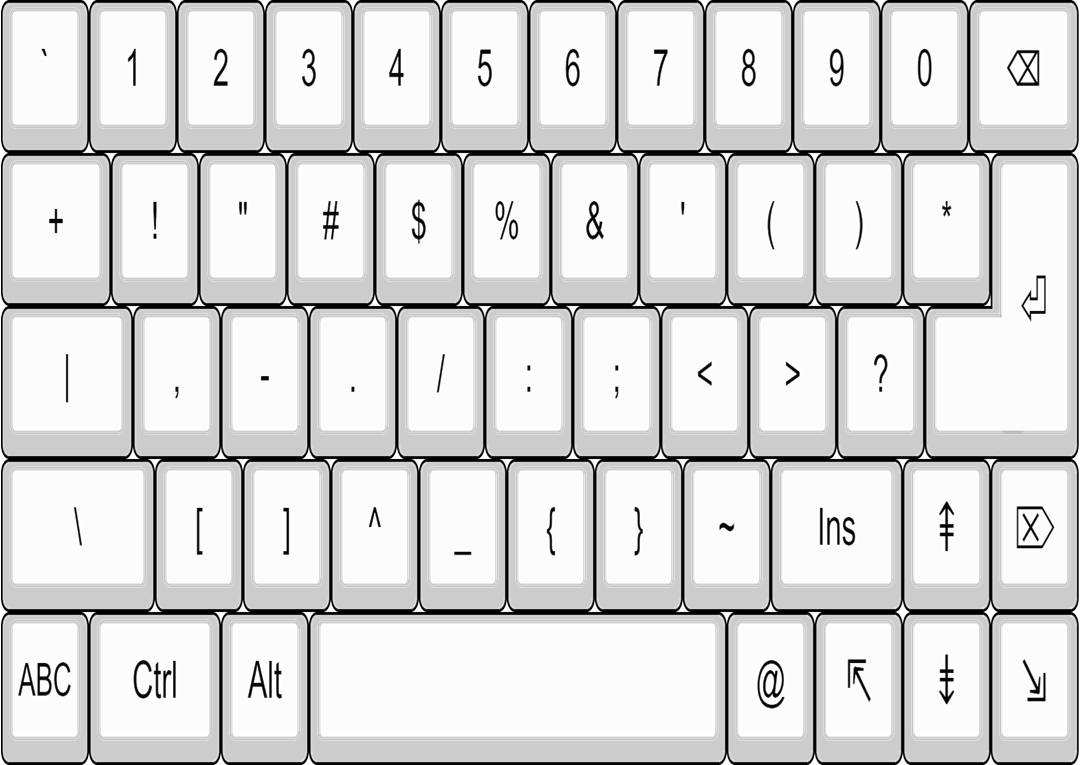 ` 1 2 3 4 5 6 7 8 9 0 ⌫
+ ! " # $ % & ' ( ) * ⏎
| , - . / : ; < > ?
\ [ ] ^ _ { } ~ Ins ⇞ ⌦
ABC Ctrl Alt @ ⇱ ⇟ ⇲